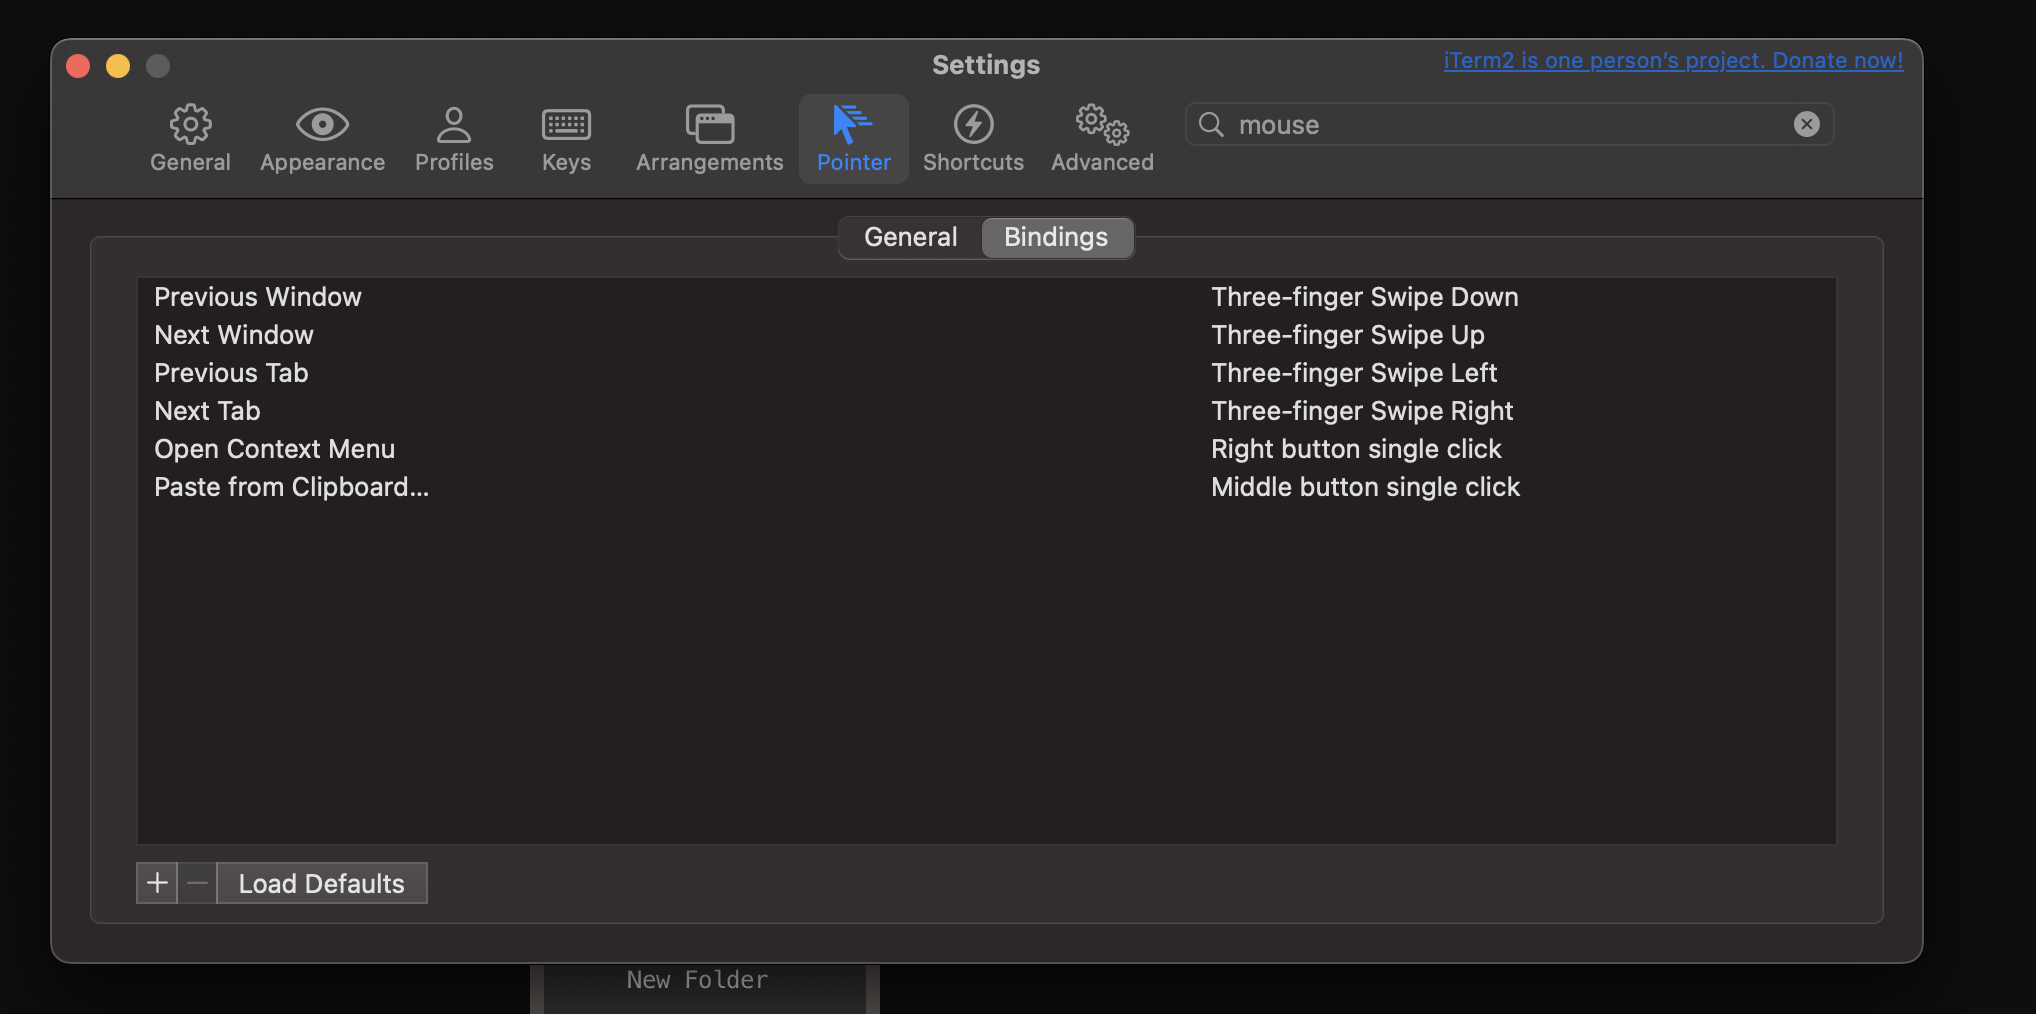 Settings
iTerm2 is one person's project. Donate now!
General
Appearance
Profiles
Keys
Arrangements
Pointer
Shortcuts
Advanced
mouse
General
Bindings
Previous Window Three-finger Swipe Down
Next Window Three-finger Swipe Up
Previous Tab Three-finger Swipe Left
Next Tab Three-finger Swipe Right
Open Context Menu Right button single click
Paste from Clipboard... Middle button single click
Load Defaults
New Folder